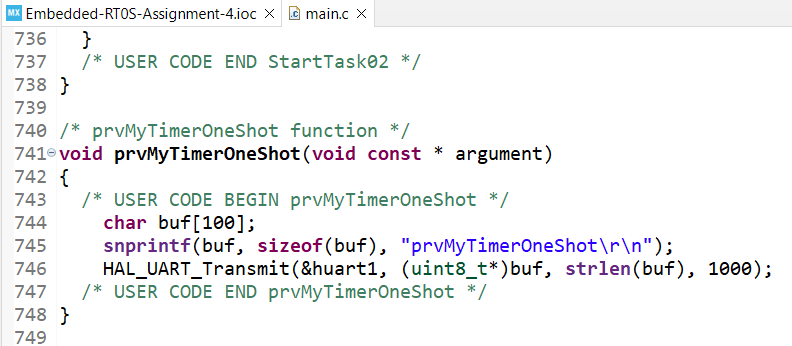 Embedded-RT0S-Assignment-4.ioc main.c
736 }
737 /* USER CODE END StartTask02 */
738 }
739
740 /* prvMyTimerOneShot function */
741 void prvMyTimerOneShot(void const * argument)
742 {
743 /* USER CODE BEGIN prvMyTimerOneShot */
744 char buf[100];
745 snprintf(buf, sizeof(buf), "prvMyTimerOneShot\r\n");
746 HAL_UART_Transmit(&huart1, (uint8_t*)buf, strlen(buf), 1000);
747 /* USER CODE END prvMyTimerOneShot */
748 }
749